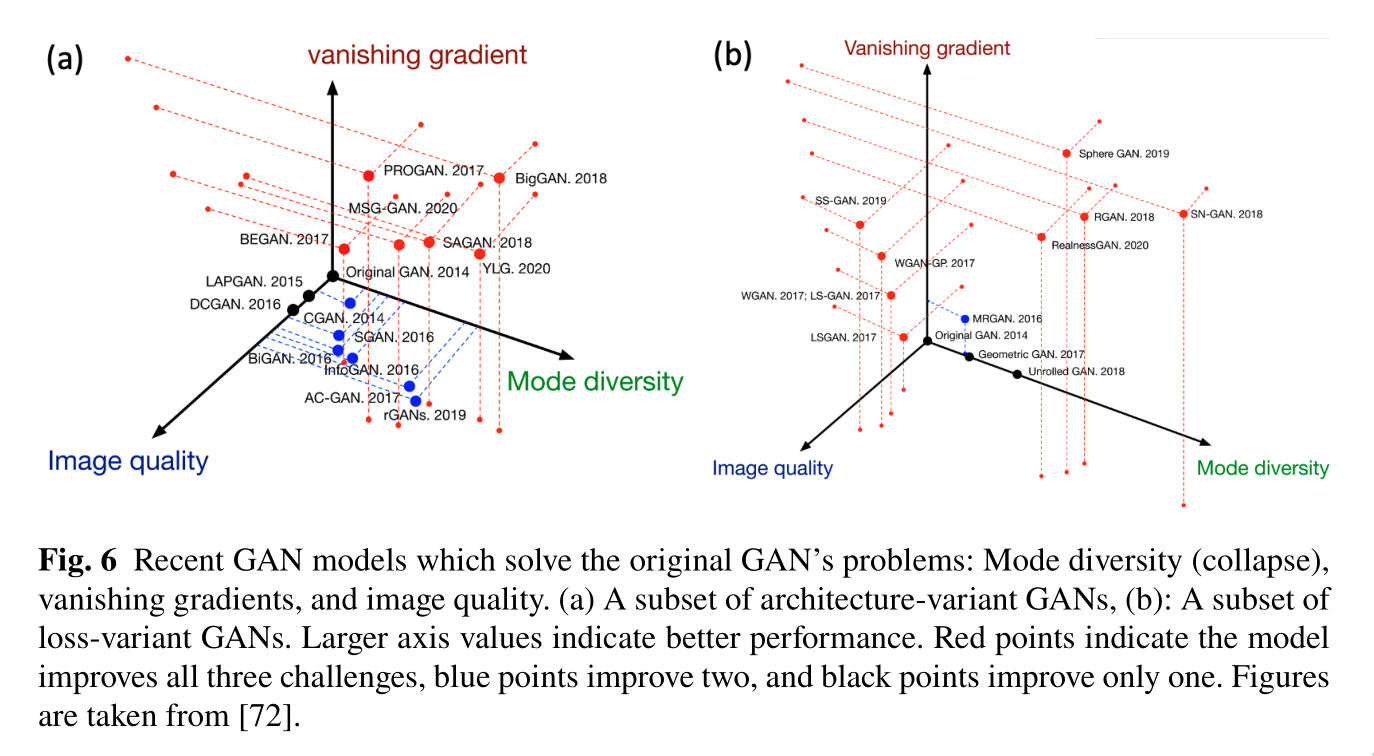 (a)
vanishing gradient
PROGAN. 2017
BigGAN. 2018
MSG-GAN. 2020
BEGAN. 2017
SAGAN. 2018
YLG. 2020
Original GAN. 2014
LAPGAN. 2015
DCGAN. 2016
CGAN. 2014
SGAN. 2016
BiGAN. 2016
InfoGAN. 2016
AC-GAN. 2017
rGANs. 2019
Mode diversity
Image quality
(b)
Vanishing gradient
Sphere GAN. 2019
SS-GAN. 2019
RGAN. 2018
SN-GAN. 2018
RealnessGAN. 2020
WGAN-GP. 2017
WGAN. 2017; LS-GAN. 2017
MRGAN. 2016
LSGAN. 2017
Original GAN. 2014
Geometric GAN. 2017
Unrolled GAN. 2018
Image quality
Mode diversity
Fig. 6 Recent GAN models which solve the original GAN's problems: Mode diversity (collapse),
vanishing gradients, and image quality. (a) A subset of architecture-variant GANs, (b): A subset of
loss-variant GANs. Larger axis values indicate better performance. Red points indicate the model
improves all three challenges, blue points improve two, and black points improve only one. Figures
are taken from [72].